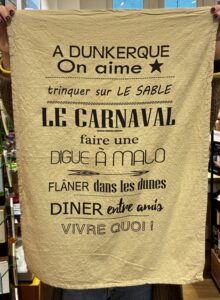 A DUNKERQUE
On aime ★
trinquer sur LE SABLE
LE CARNAVAL
faire une
DIGUE À MALO
FLÂNER dans les dunes
DINER entre amis
VIVRE QUOI !